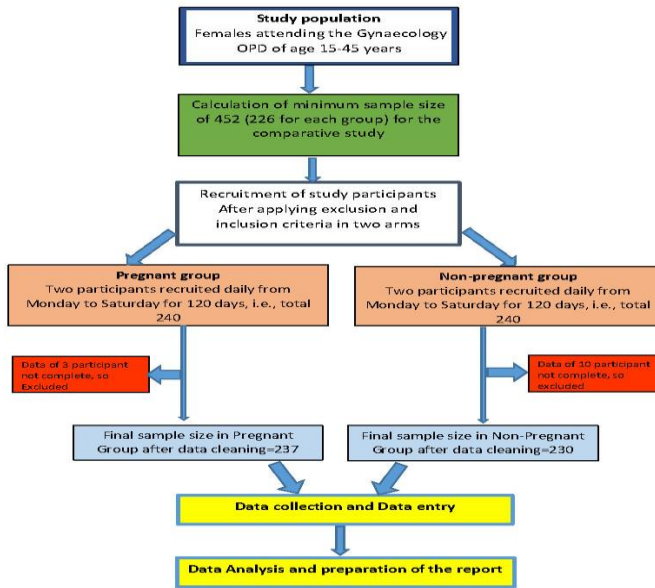 Study population
Females attending the Gynaecology
OPD of age 15-45 years
Calculation of minimum sample size
of 452 (226 for each group) for the
comparative study
Recruitment of study participants
After applying exclusion and
inclusion criteria in two arms
Pregnant group
Two participants recruited daily from
Monday to Saturday for 120 days, i.e., total
240
Non-pregnant group
Two participants recruited daily from
Monday to Saturday for 120 days, i.e., total
240
Data of 3 participant
not complete, so
Excluded
Data of 10 participant
not complete, so
excluded
Final sample size in Pregnant
Group after data cleaning=237
Final sample size in Non-Pregnant
Group after data cleaning=230
Data collection and Data entry
Data Analysis and preparation of the report